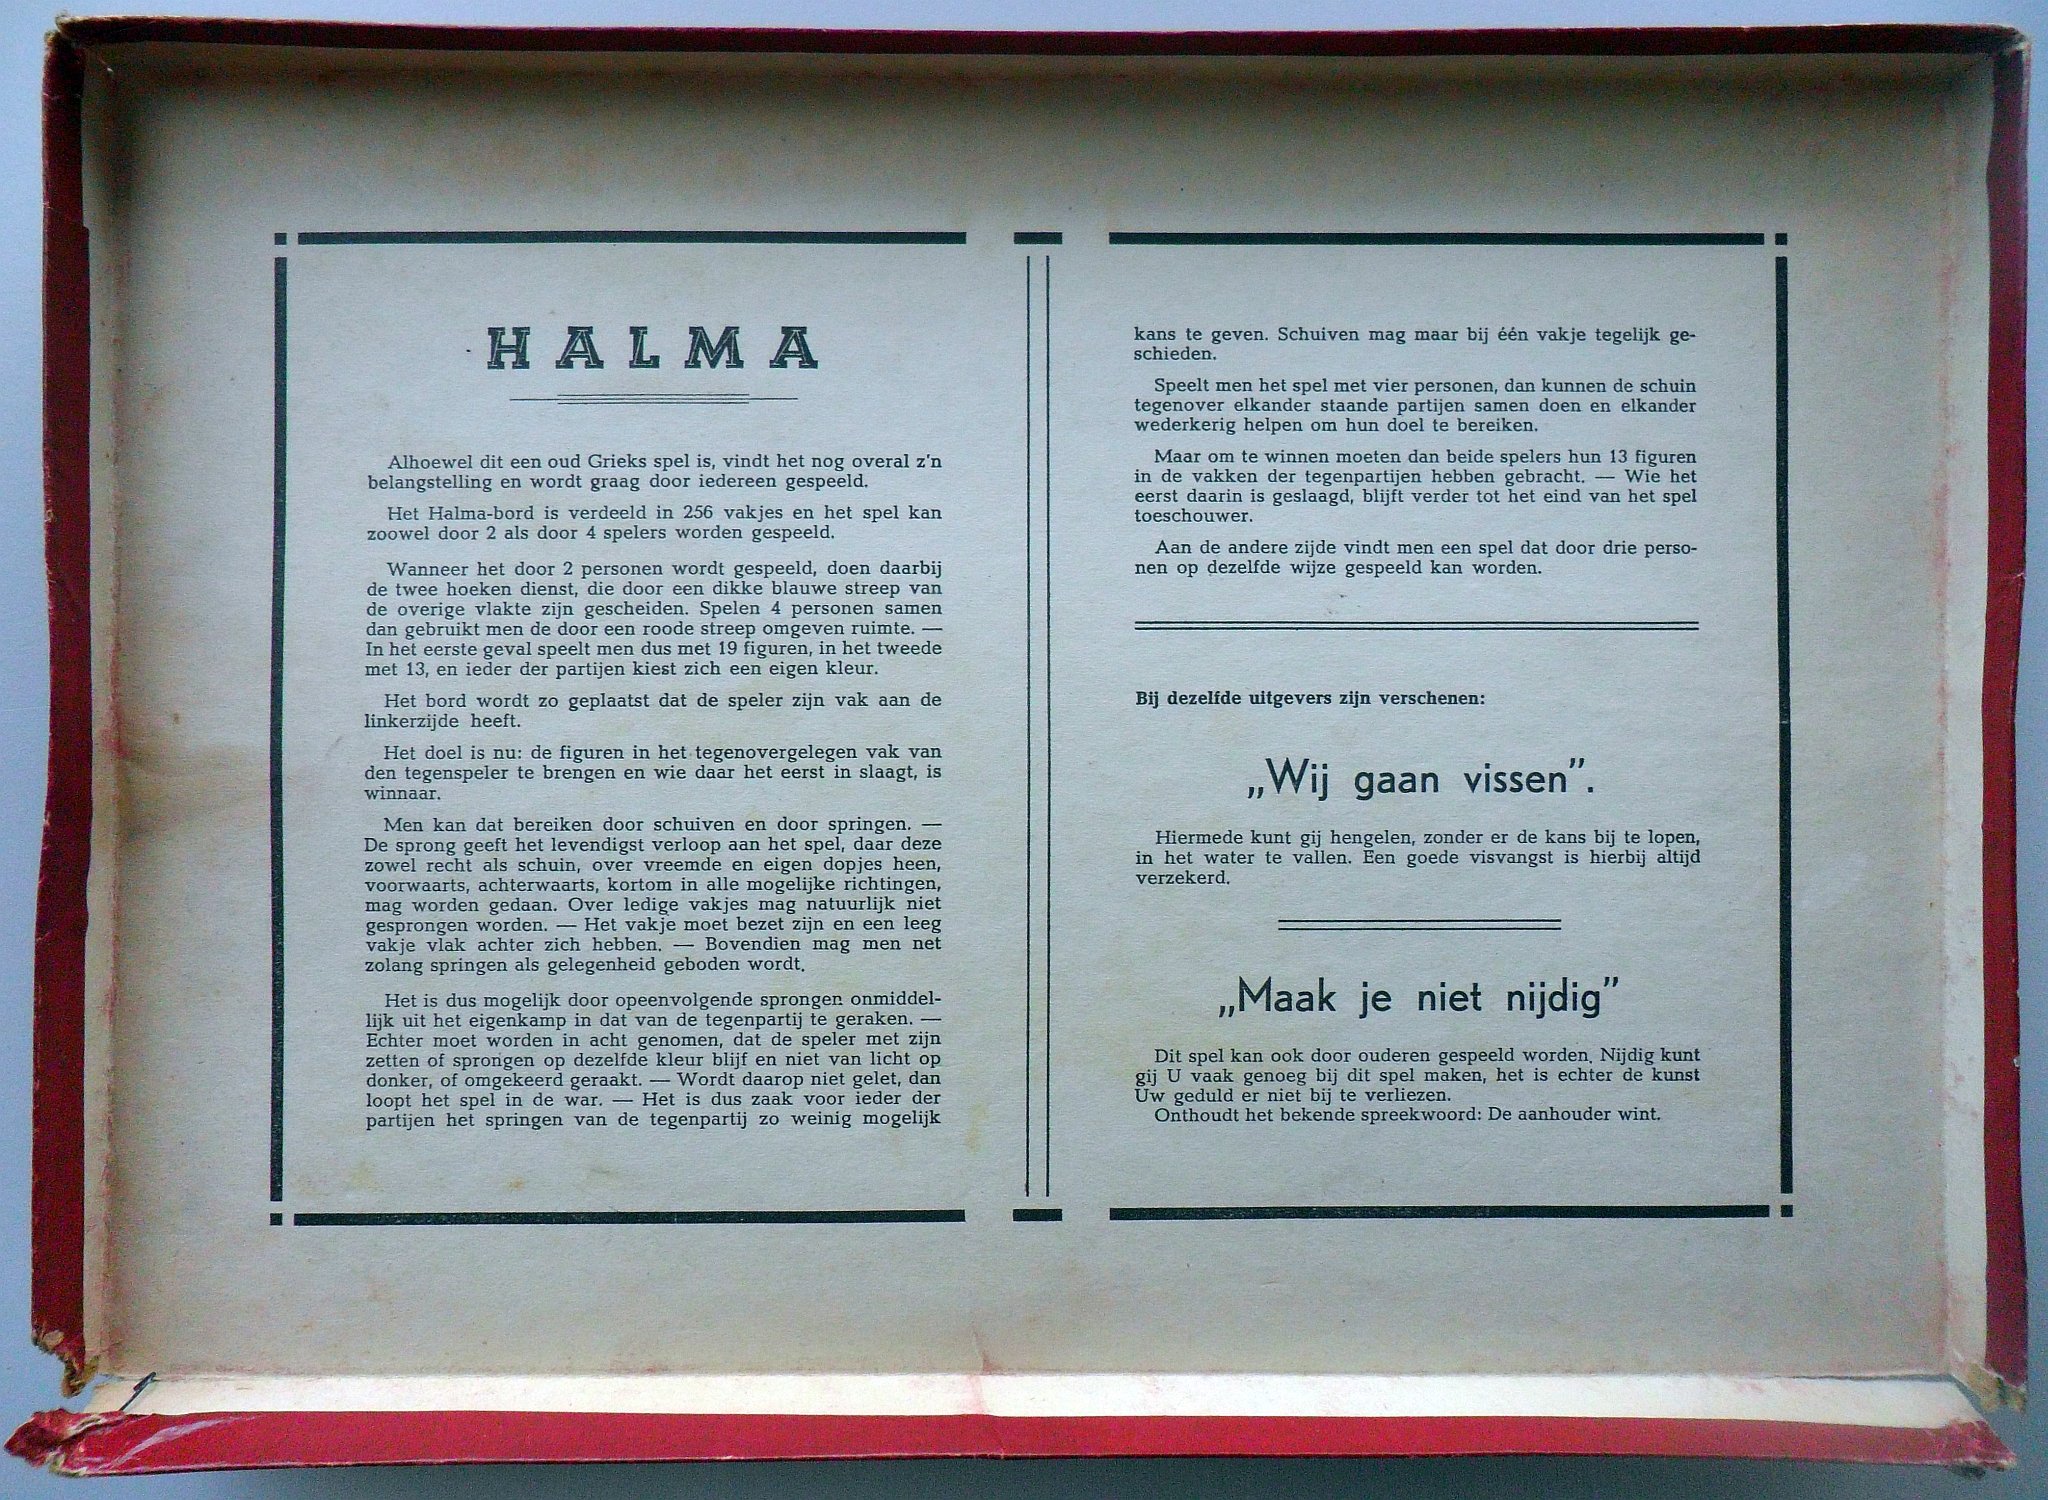 HALMA
Alhoewel dit een oud Grieks spel is, vindt het nog overal z'n
belangstelling en wordt graag door iedereen gespeeld.
Het Halma-bord is verdeeld in 256 vakjes en het spel kan
zoowel door 2 als door 4 spelers worden gespeeld.
Wanneer het door 2 personen wordt gespeeld, doen daarbij
de twee hoeken dienst, die door een dikke blauwe streep van
de overige vlakte zijn gescheiden. Spelen 4 personen samen
dan gebruikt men de door een roode streep omgeven ruimte. —
In het eerste geval speelt men dus met 19 figuren, in het tweede
met 13, en ieder der partijen kiest zich een eigen kleur.
Het bord wordt zo geplaatst dat de speler zijn vak aan de
linkerzijde heeft.
Het doel is nu: de figuren in het tegenovergelegen vak van
den tegenspeler te brengen en wie daar het eerst in slaagt, is
winnaar.
Men kan dat bereiken door schuiven en door springen. —
De sprong geeft het levendigst verloop aan het spel, daar deze
zowel recht als schuin, over vreemde en eigen dopjes heen,
voorwaarts, achterwaarts, kortom in alle mogelijke richtingen,
mag worden gedaan. Over ledige vakjes mag natuurlijk niet
gesprongen worden. — Het vakje moet bezet zijn en een leeg
vakje vlak achter zich hebben. — Bovendien mag men net
zolang springen als gelegenheid geboden wordt.
Het is dus mogelijk door opeenvolgende sprongen onmiddel-
lijk uit het eigenkamp in dat van de tegenpartij te geraken. —
Echter moet worden in acht genomen, dat de speler met zijn
zetten of sprongen op dezelfde kleur blijf en niet van licht op
donker, of omgekeerd geraakt. — Wordt daarop niet gelet, dan
loopt het spel in de war. — Het is dus zaak voor ieder der
partijen het springen van de tegenpartij zo weinig mogelijk
kans te geven. Schuiven mag maar bij één vakje tegelijk ge-
schieden.
Speelt men het spel met vier personen, dan kunnen de schuin
tegenover elkander staande partijen samen doen en elkander
wederkerig helpen om hun doel te bereiken.
Maar om te winnen moeten dan beide spelers hun 13 figuren
in de vakken der tegenpartijen hebben gebracht. — Wie het
eerst daarin is geslaagd, blijft verder tot het eind van het spel
toeschouwer.
Aan de andere zijde vindt men een spel dat door drie perso-
nen op dezelfde wijze gespeeld kan worden.
Bij dezelfde uitgevers zijn verschenen:
„Wij gaan vissen”.
Hiermede kunt gij hengelen, zonder er de kans bij te lopen,
in het water te vallen. Een goede visvangst is hierbij altijd
verzekerd.
„Maak je niet nijdig”
Dit spel kan ook door ouderen gespeeld worden. Nijdig kunt
gij U vaak genoeg bij dit spel maken, het is echter de kunst
Uw geduld er niet bij te verliezen.
Onthoudt het bekende spreekwoord: De aanhouder wint.